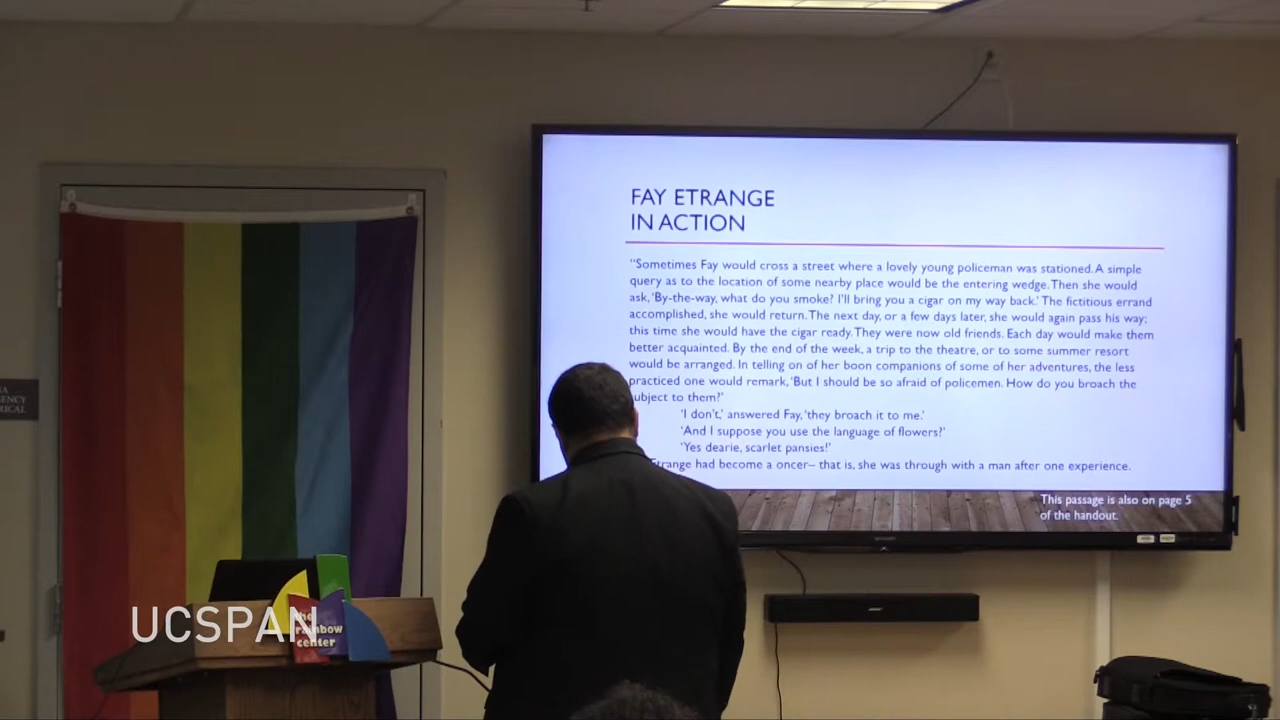 FAY ETRANGE
IN ACTION
"Sometimes Fay would cross a street where a lovely young policeman was stationed. A simple
query as to the location of some nearby place would be the entering wedge. Then she would
ask, 'By-the-way, what do you smoke? I'll bring you a cigar on my way back.' The fictitious errand
accomplished, she would return. The next day, or a few days later, she would again pass his way;
this time she would have the cigar ready. They were now old friends. Each day would make them
better acquainted. By the end of the week, a trip to the theatre, or to some summer resort
would be arranged. In telling on of her boon companions of some of her adventures, the less
practiced one would remark, 'But I should be so afraid of policemen. How do you broach the
ubject to them?'
'I don't,' answered Fay, 'they broach it to me.'
'And I suppose you use the language of flowers?'
'Yes dearie, scarlet pansies!'
Etrange had become a oncer– that is, she was through with a man after one experience.
This passage is also on page 5
of the handout.
SHARP
BOSE
UCSPAN
the
rainbow
center